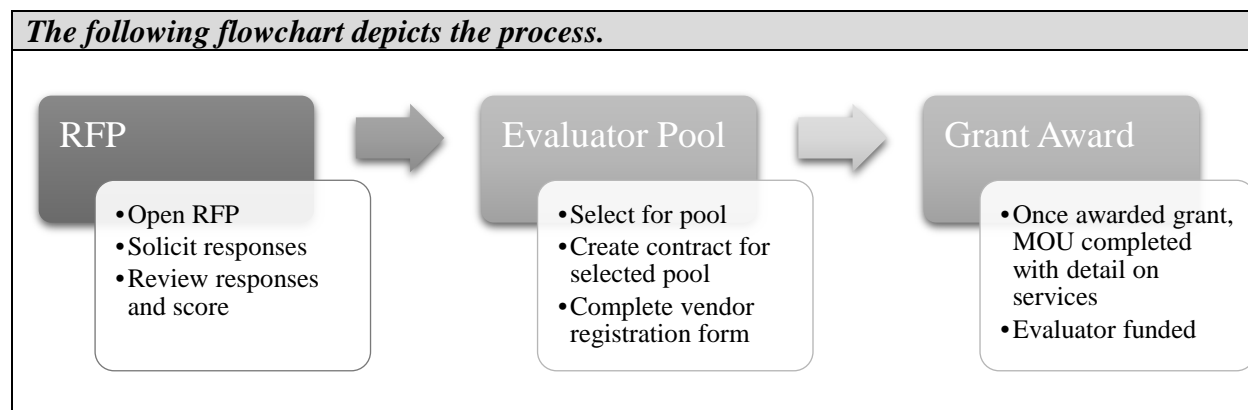 The following flowchart depicts the process.
RFP
•Open RFP
•Solicit responses
•Review responses
and score
Evaluator Pool
•Select for pool
•Create contract for
selected pool
•Complete vendor
registration form
Grant Award
•Once awarded grant,
MOU completed
with detail on
services
•Evaluator funded